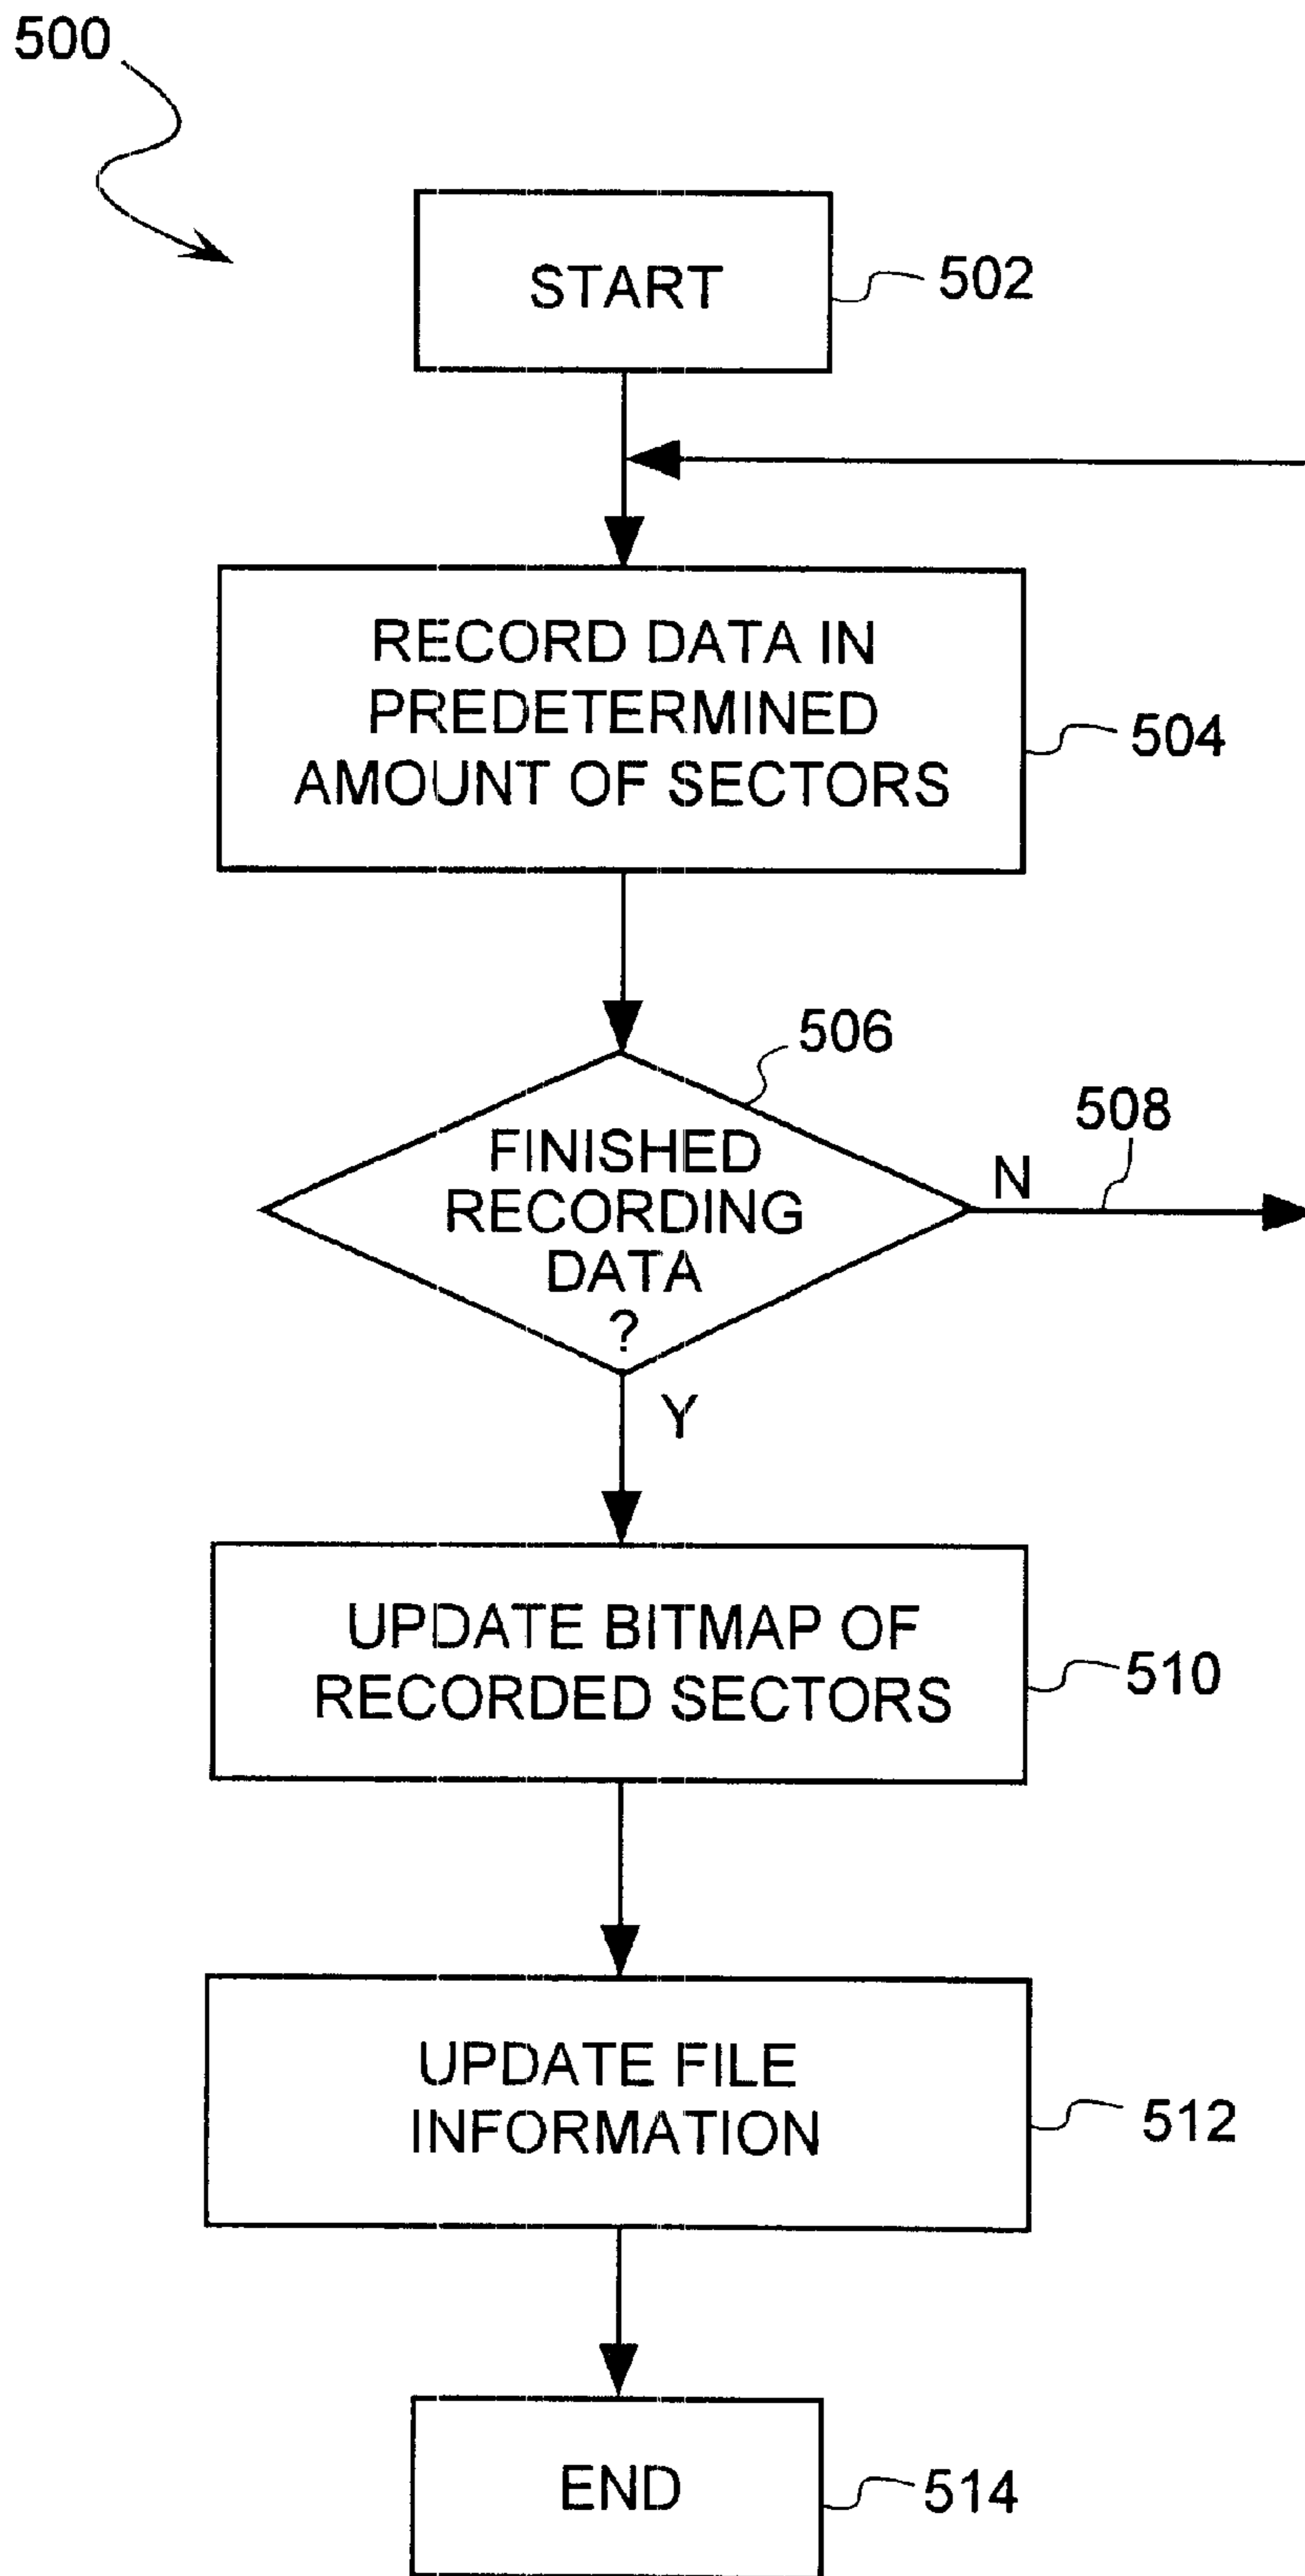 500
START
502
RECORD DATA IN
PREDETERMINED
AMOUNT OF SECTORS
504
506
FINISHED
RECORDING
DATA
?
N
508
Y
UPDATE BITMAP OF
RECORDED SECTORS
510
UPDATE FILE
INFORMATION
512
END
514